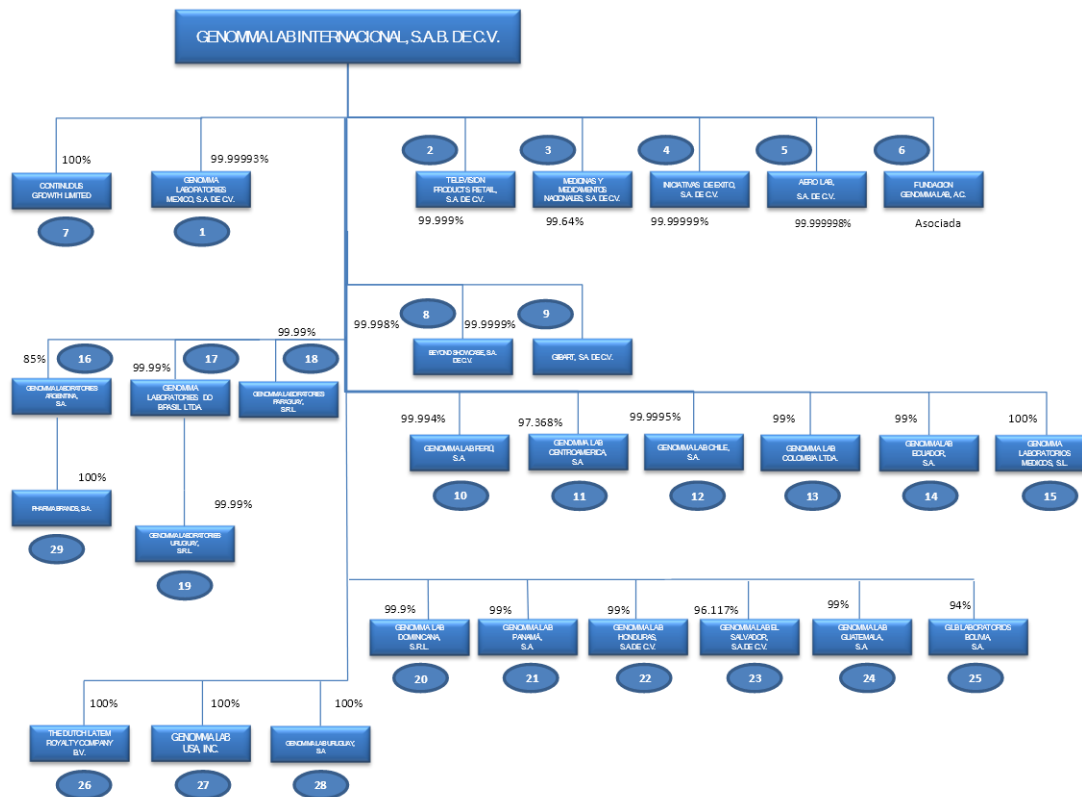 GENOMMA LAB INTERNACIONAL, S.A.B. DE C.V.
100%
99.99993%
2
3
4
5
6
CONTINUOUS
GROWTH LIMITED
GENOMMA
LABORATORIES
MEXICO, S.A. DE C.V.
TELEVISION
PRODUCTS RETAIL,
S.A. DE C.V.
MEDICINAS Y
MEDICAMENTOS
NACIONALES, S.A. DE C.V.
INICIATIVAS DE EXITO,
S.A. DE C.V.
AERO LAB,
S.A. DE C.V.
FUNDACION
GENOMMA LAB, A.C.
99.999%
99.64%
99.99999%
99.999998%
Asociada
7
1
8
9
99.998%
99.9999%
BEYOND SHOWCASE, S.A.
DE C.V.
GIBART, S.A. DE C.V.
99.99%
85%
16
99.99%
17
18
GENOMMA LABORATORIES
ARGENTINA,
S.A.
GENOMMA
LABORATORIES DO
BRASIL LTDA
GENOMMA LABORATORIES
PARAGUAY,
S.R.L.
99.994%
97.368%
99.9995%
99%
99%
100%
GENOMMA LAB PERÚ,
S.A.
GENOMMA LAB
CENTROAMERICA,
S.A.
GENOMMA LAB CHILE,
S.A.
GENOMMA LAB
COLOMBIA LTDA.
GENOMMA LAB
ECUADOR,
S.A.
GENOMMA
LABORATORIOS
MEDICOS, S.L.
10
11
12
13
14
15
100%
PHARMA BRANDS, S.A.
29
99.99%
GENOMMA LABORATORIES
URUGUAY,
S.R.L.
19
99.9%
99%
99%
96.117%
99%
94%
GENOMMA LAB
DOMINICANA,
S.R.L.
GENOMMA LAB
PANAMÁ,
S.A.
GENOMMA LAB
HONDURAS,
S.A DE C.V.
GENOMMA LAB EL
SALVADOR,
S.A. DE C.V.
GENOMMA LAB
GUATEMALA,
S.A.
GLB LABORATORIOS
BOLIVIA,
S.A.
20
21
22
23
24
25
100%
100%
100%
THE DUTCH LATEM
ROYALTY COMPANY
B.V.
GENOMMA LAB
USA, INC.
GENOMMA LAB URUGUAY,
S.A
26
27
28